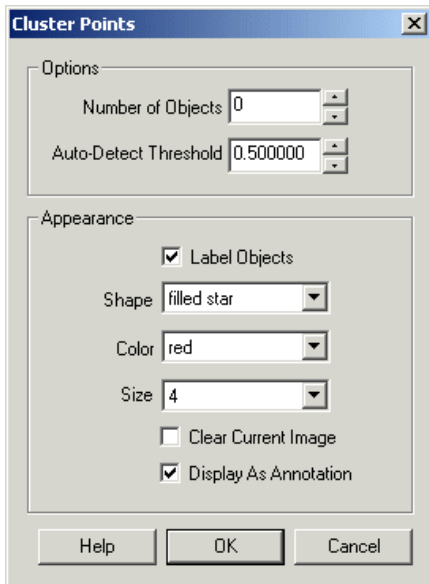 Cluster Points
Options
Number of Objects 0
Auto-Detect Threshold 0.500000
Appearance
Label Objects
Shape filled star
Color red
Size 4
Clear Current Image
Display As Annotation
Help OK Cancel